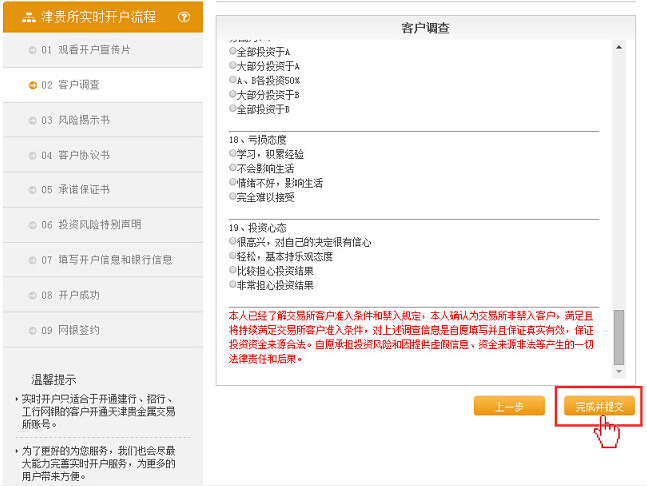 津贵所实时开户流程
01 观看开户宣传片
02 客户调查
03 风险揭示书
04 客户协议书
05 承诺保证书
06 投资风险特别声明
07 填写开户信息和银行信息
08 开户成功
09 网银签约
温馨提示
实时开户只适合于开通建行、招行、
工行网银的客户开通天津贵金属交易
所账号。
为了更好的为您服务，我们也会尽最
大能力完善实时开户服务，为更多的
用户带来方便。
客户调查
全部投资于A
大部分投资于A
A、B各投资50%
大部分投资于B
全部投资于B
18、亏损态度
学习，积累经验
不会影响生活
情绪不好，影响生活
完全难以接受
19、投资心态
很高兴，对自己的决定很有信心
轻松，基本持乐观态度
比较担心投资结果
非常担心投资结果
本人已经了解交易所客户准入条件和禁入规定，本人确认为交易所非禁入客户，满足且
将持续满足交易所客户准入条件，对上述调查信息是自愿填写并且保证真实有效，保证
投资资金来源合法。自愿承担投资风险和因提供虚假信息、资金来源非法等产生的一切
法律责任和后果。
上一步
完成并提交